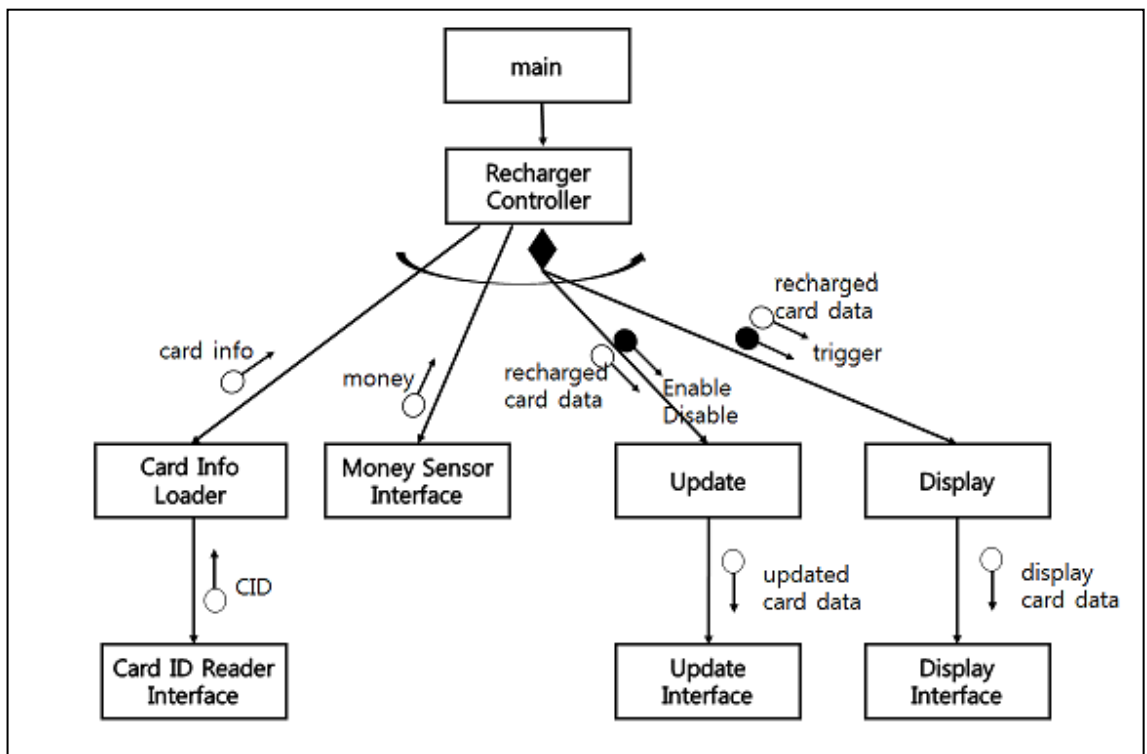 main
Recharger
Controller
recharged
card data
trigger
card info
money
recharged
card data
Enable
Disable
Card Info
Loader
Money Sensor
Interface
Update
Display
CID
updated
card data
display
card data
Card ID Reader
Interface
Update
Interface
Display
Interface